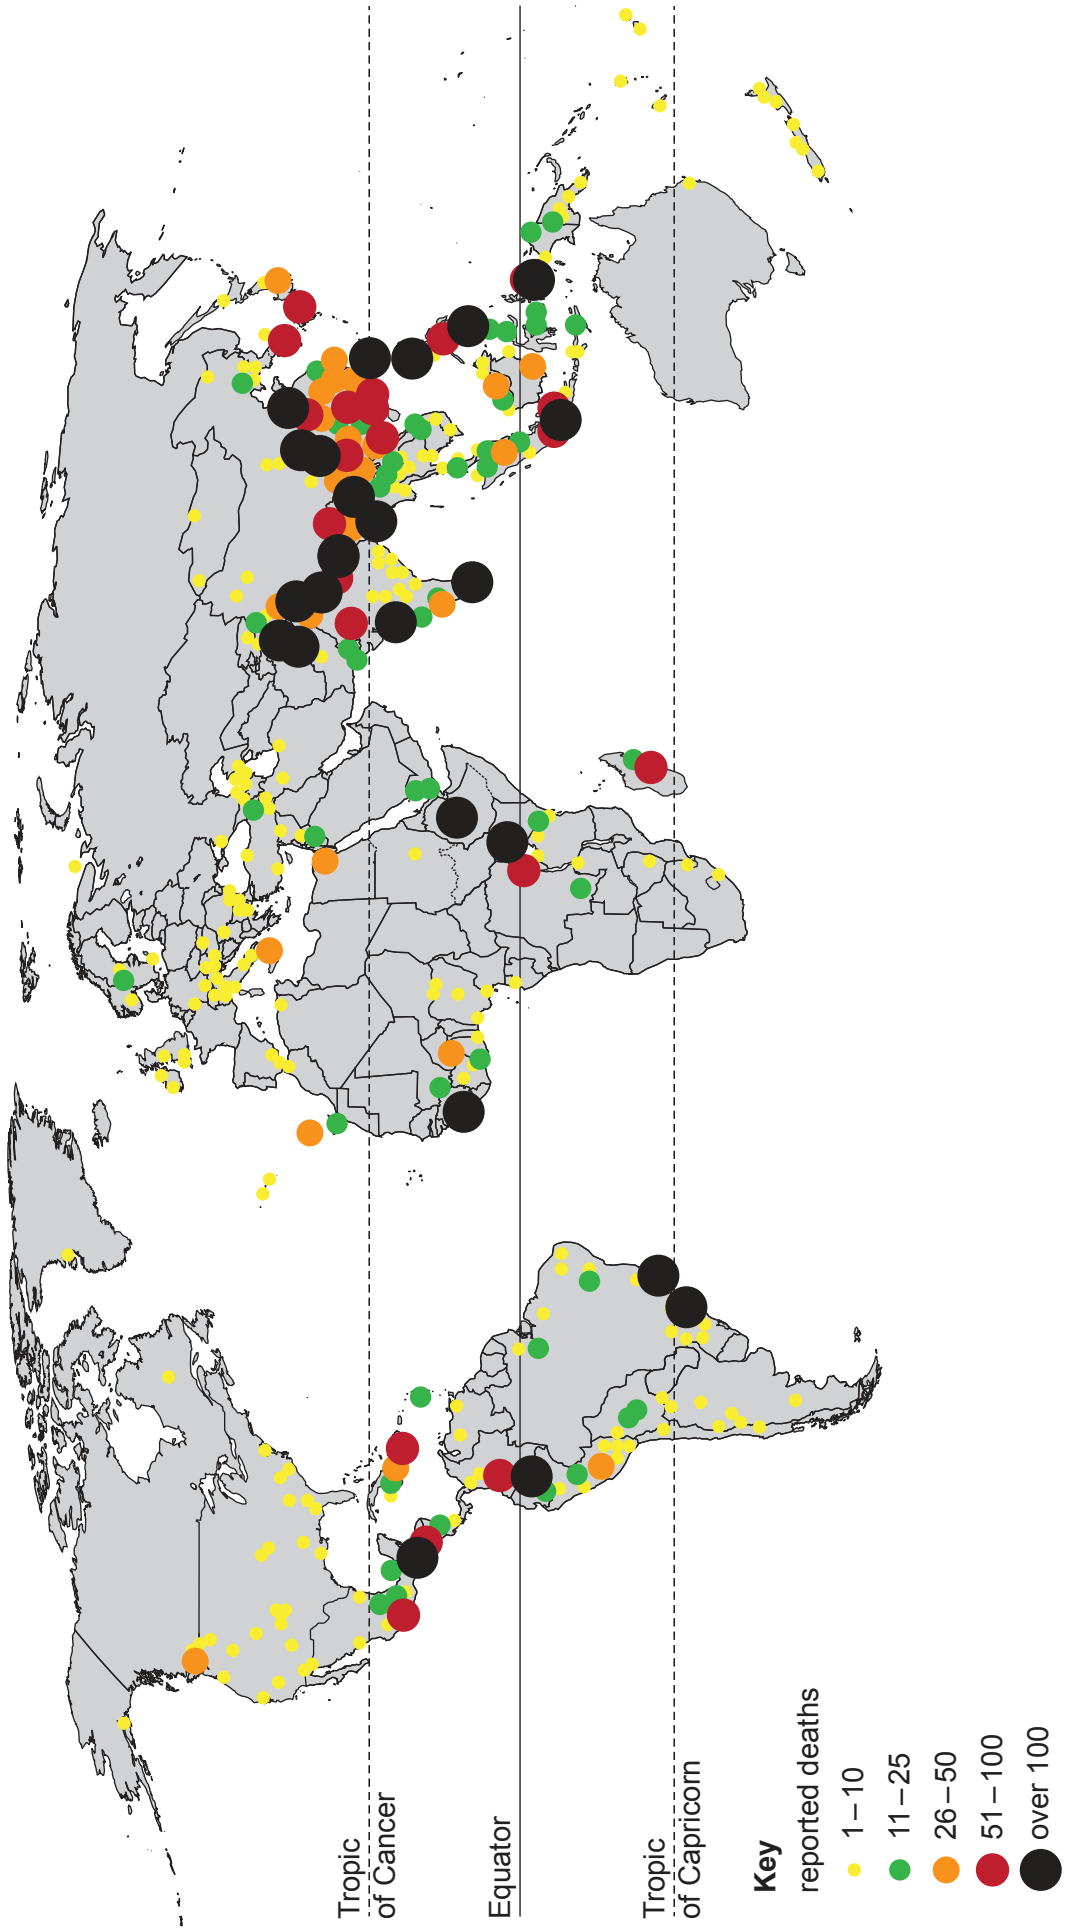 Tropic
of Cancer
Equator
Tropic
of Capricorn
Key
reported deaths
1 – 10
11 – 25
26 – 50
51 – 100
over 100